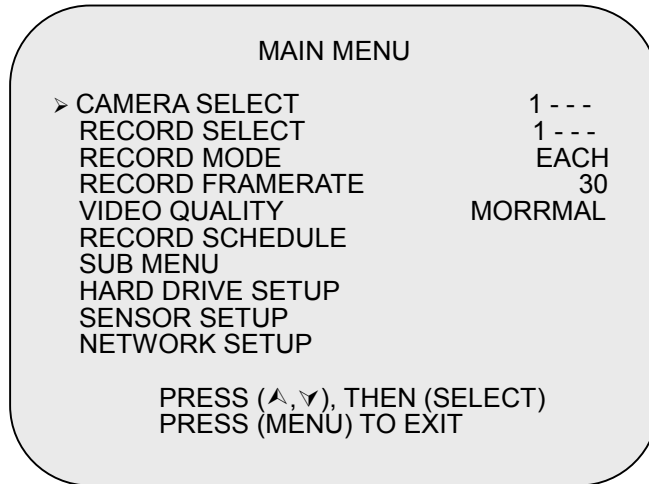 MAIN MENU
➢ CAMERA SELECT 1 - - -
RECORD SELECT 1 - - -
RECORD MODE EACH
RECORD FRAMERATE 30
VIDEO QUALITY MORRMAL
RECORD SCHEDULE
SUB MENU
HARD DRIVE SETUP
SENSOR SETUP
NETWORK SETUP
PRESS (⮝,⮟), THEN (SELECT)
PRESS (MENU) TO EXIT